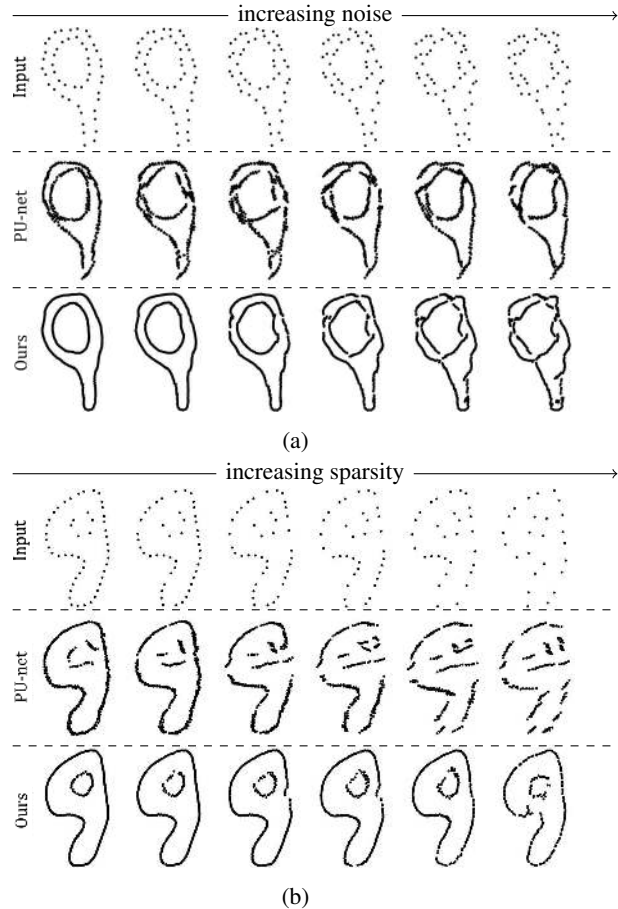 increasing noise
Input
PU-net
Ours
(a)
increasing sparsity
Input
PU-net
Ours
(b)